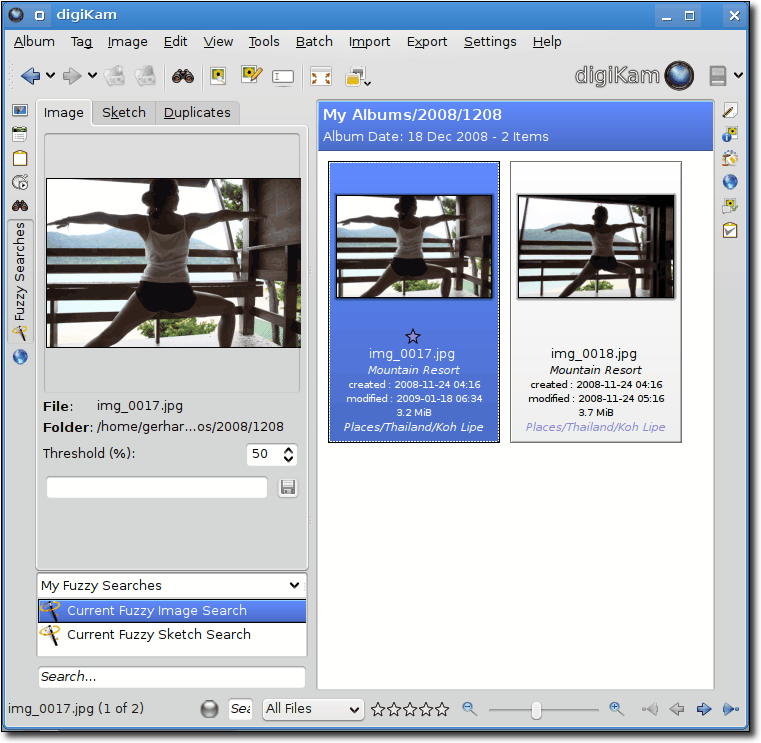 digiKam
Album Tag Image Edit View Tools Batch Import Export Settings Help
digiKam
Image Sketch Duplicates
Fuzzy Searches
File: img_0017.jpg
Folder: /home/gerhar...os/2008/1208
Threshold (%): 50
My Fuzzy Searches
Current Fuzzy Image Search
Current Fuzzy Sketch Search
Search...
My Albums/2008/1208
Album Date: 18 Dec 2008 - 2 Items
img_0017.jpg
Mountain Resort
created : 2008-11-24 04:16
modified : 2009-01-18 06:34
3.2 MiB
Places/Thailand/Koh Lipe
img_0018.jpg
Mountain Resort
created : 2008-11-24 04:16
modified : 2008-11-24 05:16
3.7 MiB
Places/Thailand/Koh Lipe
img_0017.jpg (1 of 2) Sea All Files